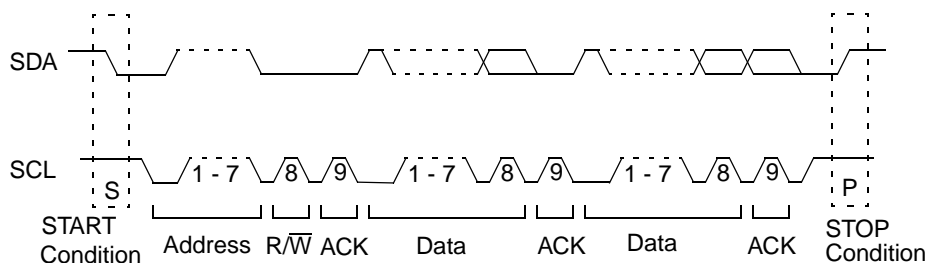 SDA
SCL
S
1 - 7
8
9
1 - 7
8
9
1 - 7
8
9
P
START
Condition
Address
R/W̅
ACK
Data
ACK
Data
ACK
STOP
Condition